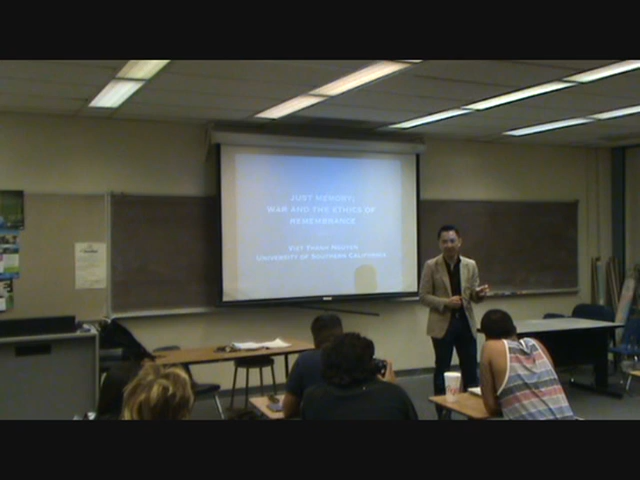 JUST MEMORY:
WAR AND THE ETHICS OF
REMEMBRANCE
VIET THANH NGUYEN
UNIVERSITY OF SOUTHERN CALIFORNIA